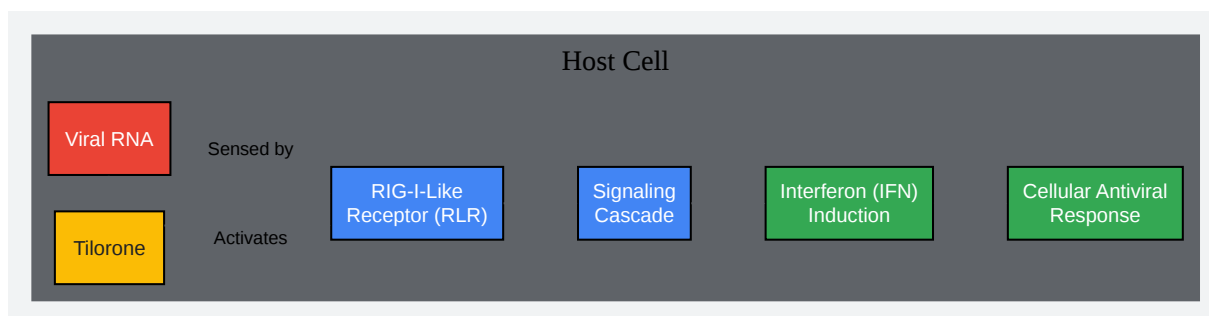 Host Cell
Viral RNA
Sensed by
RIG-I-Like
Receptor (RLR)
Signaling
Cascade
Interferon (IFN)
Induction
Cellular Antiviral
Response
Tilorone
Activates